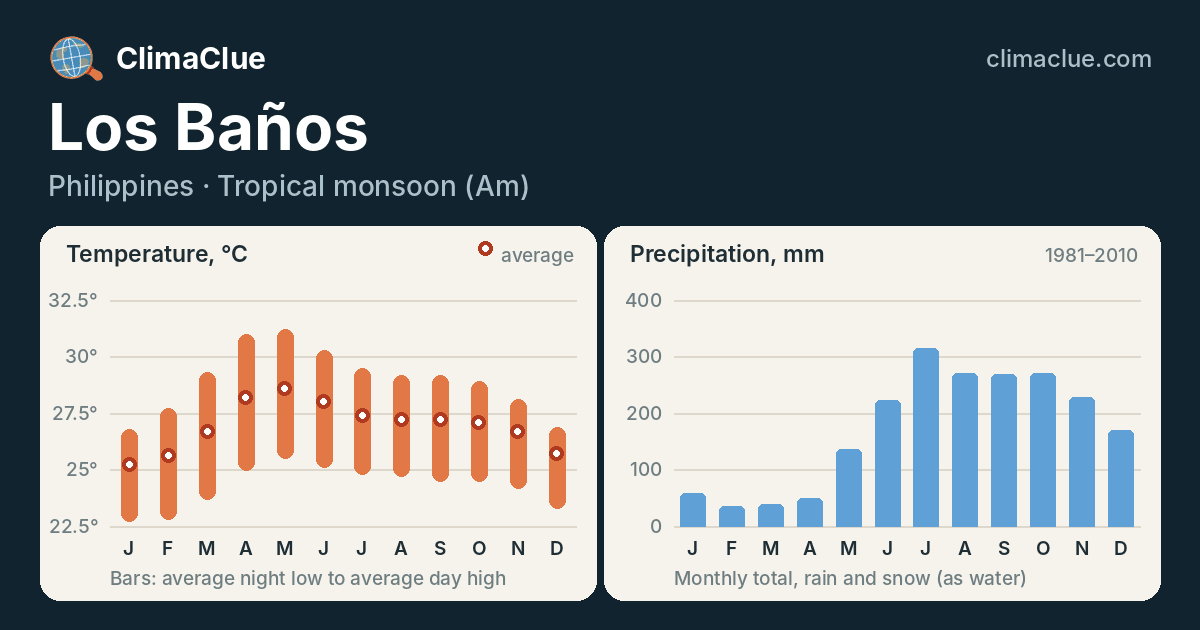 ClimaClue
climaclue.com
Los Baños
Philippines · Tropical monsoon (Am)
Temperature, °C
average
32.5°
30°
27.5°
25°
22.5°
J F M A M J J A S O N D
Bars: average night low to average day high
Precipitation, mm
1981–2010
400
300
200
100
0
J F M A M J J A S O N D
Monthly total, rain and snow (as water)